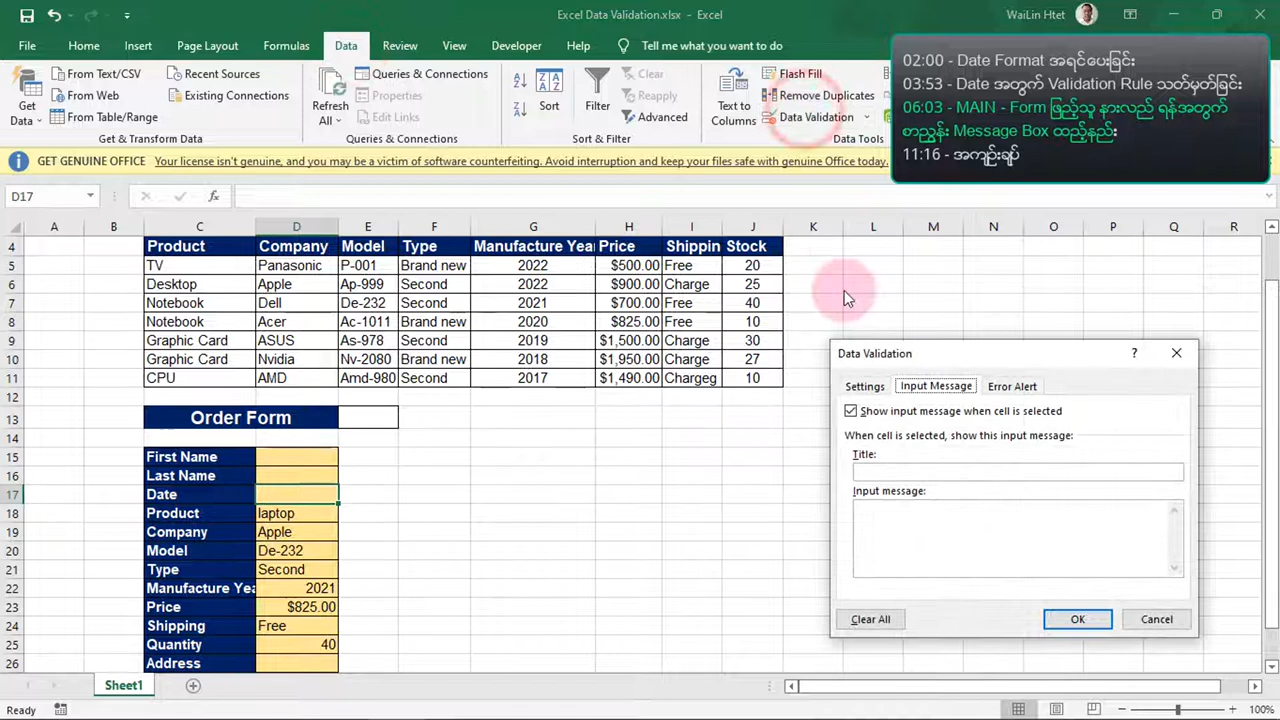 Excel Data Validation.xlsx - Excel
WaiLin Htet
File Home Insert Page Layout Formulas Data Review View Developer Help Tell me what you want to do
02:00 - Date Format အရင်ပေးခြင်း
03:53 - Date အတွက် Validation Rule သတ်မှတ်ခြင်း
06:03 - MAIN - Form ဖြည့်သူ နားလည် ရန်အတွက်
စာညွှန်း Message Box ထည့်နည်း
11:16 - အကျဉ်းချုပ်
Get Data
From Text/CSV
From Web
From Table/Range
Recent Sources
Existing Connections
Get & Transform Data
Refresh All
Queries & Connections
Properties
Edit Links
Queries & Connections
Sort
Filter
Clear
Reapply
Advanced
Sort & Filter
Text to Columns
Flash Fill
Remove Duplicates
Data Validation
Data Tools
GET GENUINE OFFICE Your license isn't genuine, and you may be a victim of software counterfeiting. Avoid interruption and keep your files safe with genuine Office today.
D17 fx
A B C D E F G H I J K L M N O P Q R
4 Product Company Model Type Manufacture Year Price Shippin Stock
5 TV Panasonic P-001 Brand new 2022 $500.00 Free 20
6 Desktop Apple Ap-999 Second 2022 $900.00 Charge 25
7 Notebook Dell De-232 Second 2021 $700.00 Free 40
8 Notebook Acer Ac-1011 Brand new 2020 $825.00 Free 10
9 Graphic Card ASUS As-978 Second 2019 $1,500.00 Charge 30
10 Graphic Card Nvidia Nv-2080 Brand new 2018 $1,950.00 Charge 27
11 CPU AMD Amd-980 Second 2017 $1,490.00 Chargeg 10
12
13 Order Form
14
15 First Name
16 Last Name
17 Date
18 Product laptop
19 Company Apple
20 Model De-232
21 Type Second
22 Manufacture Yea 2021
23 Price $825.00
24 Shipping Free
25 Quantity 40
26 Address
Data Validation ?
Settings Input Message Error Alert
Show input message when cell is selected
When cell is selected, show this input message:
Title:
Input message:
Clear All OK Cancel
Sheet1
Ready
100%